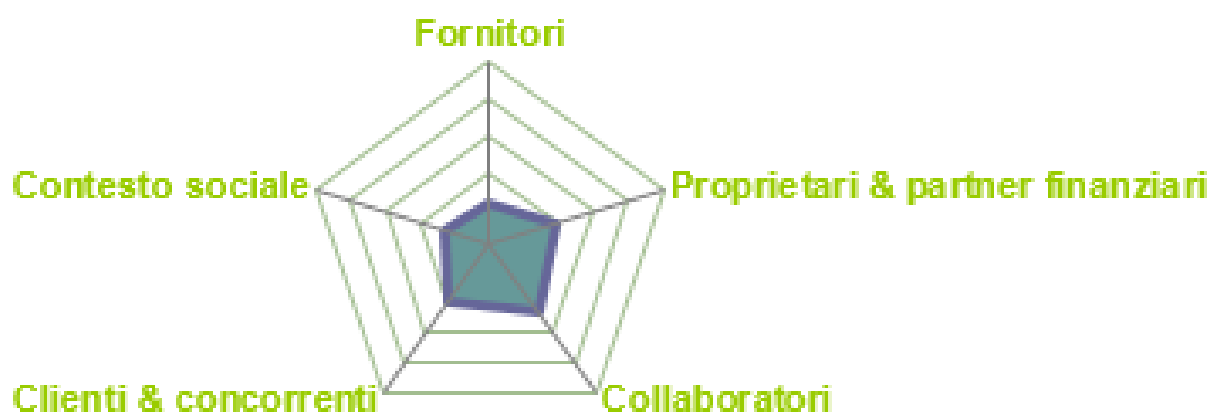 Fornitori
Contesto sociale
Proprietari & partner finanziari
Clienti & concorrenti
Collaboratori